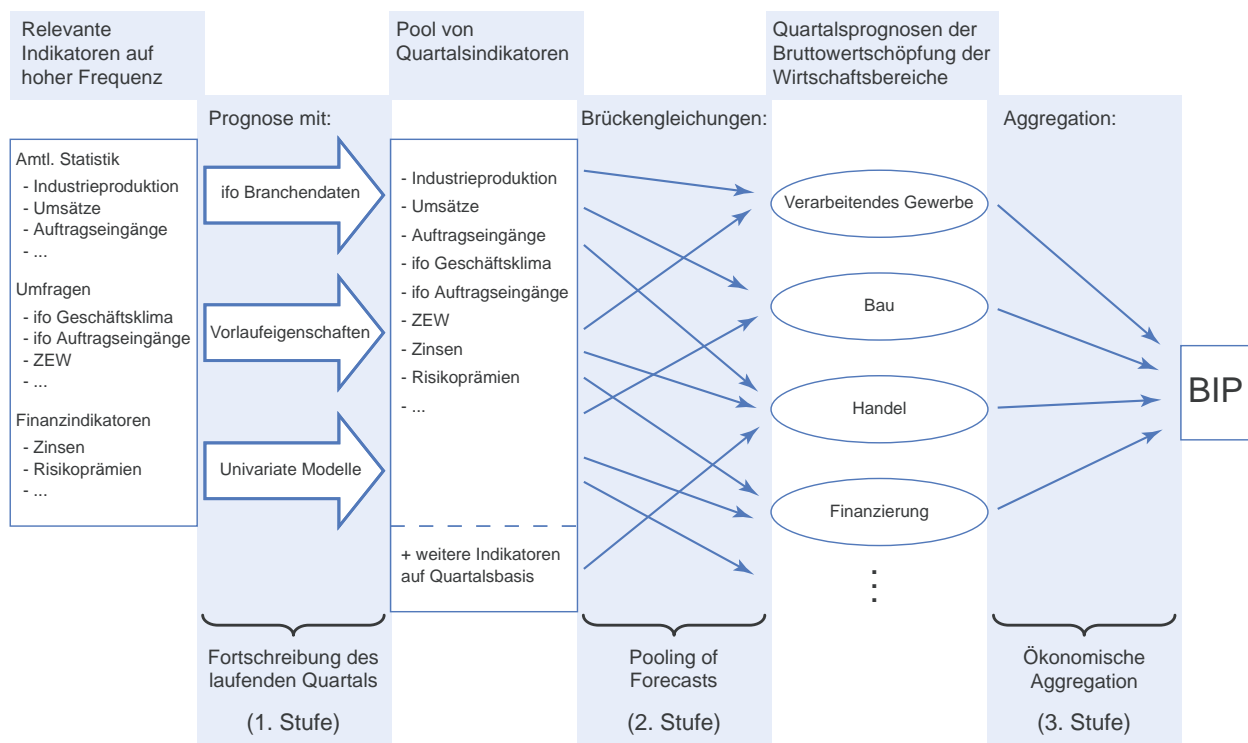 Relevante
Indikatoren auf
hoher Frequenz
Pool von
Quartalsindikatoren
Quartalsprognosen der
Bruttowertschöpfung der
Wirtschaftsbereiche
Prognose mit:
Brückengleichungen:
Aggregation:
Amtl. Statistik
- Industrieproduktion
- Umsätze
- Auftragseingänge
- ...
Umfragen
- ifo Geschäftsklima
- ifo Auftragseingänge
- ZEW
- ...
Finanzindikatoren
- Zinsen
- Risikoprämien
- ...
ifo Branchendaten
Vorlaufeigenschaften
Univariate Modelle
- Industrieproduktion
- Umsätze
- Auftragseingänge
- ifo Geschäftsklima
- ifo Auftragseingänge
- ZEW
- Zinsen
- Risikoprämien
- ...
+ weitere Indikatoren
auf Quartalsbasis
Verarbeitendes Gewerbe
Bau
Handel
Finanzierung
⋮
BIP
Fortschreibung des
laufenden Quartals
(1. Stufe)
Pooling of
Forecasts
(2. Stufe)
Ökonomische
Aggregation
(3. Stufe)